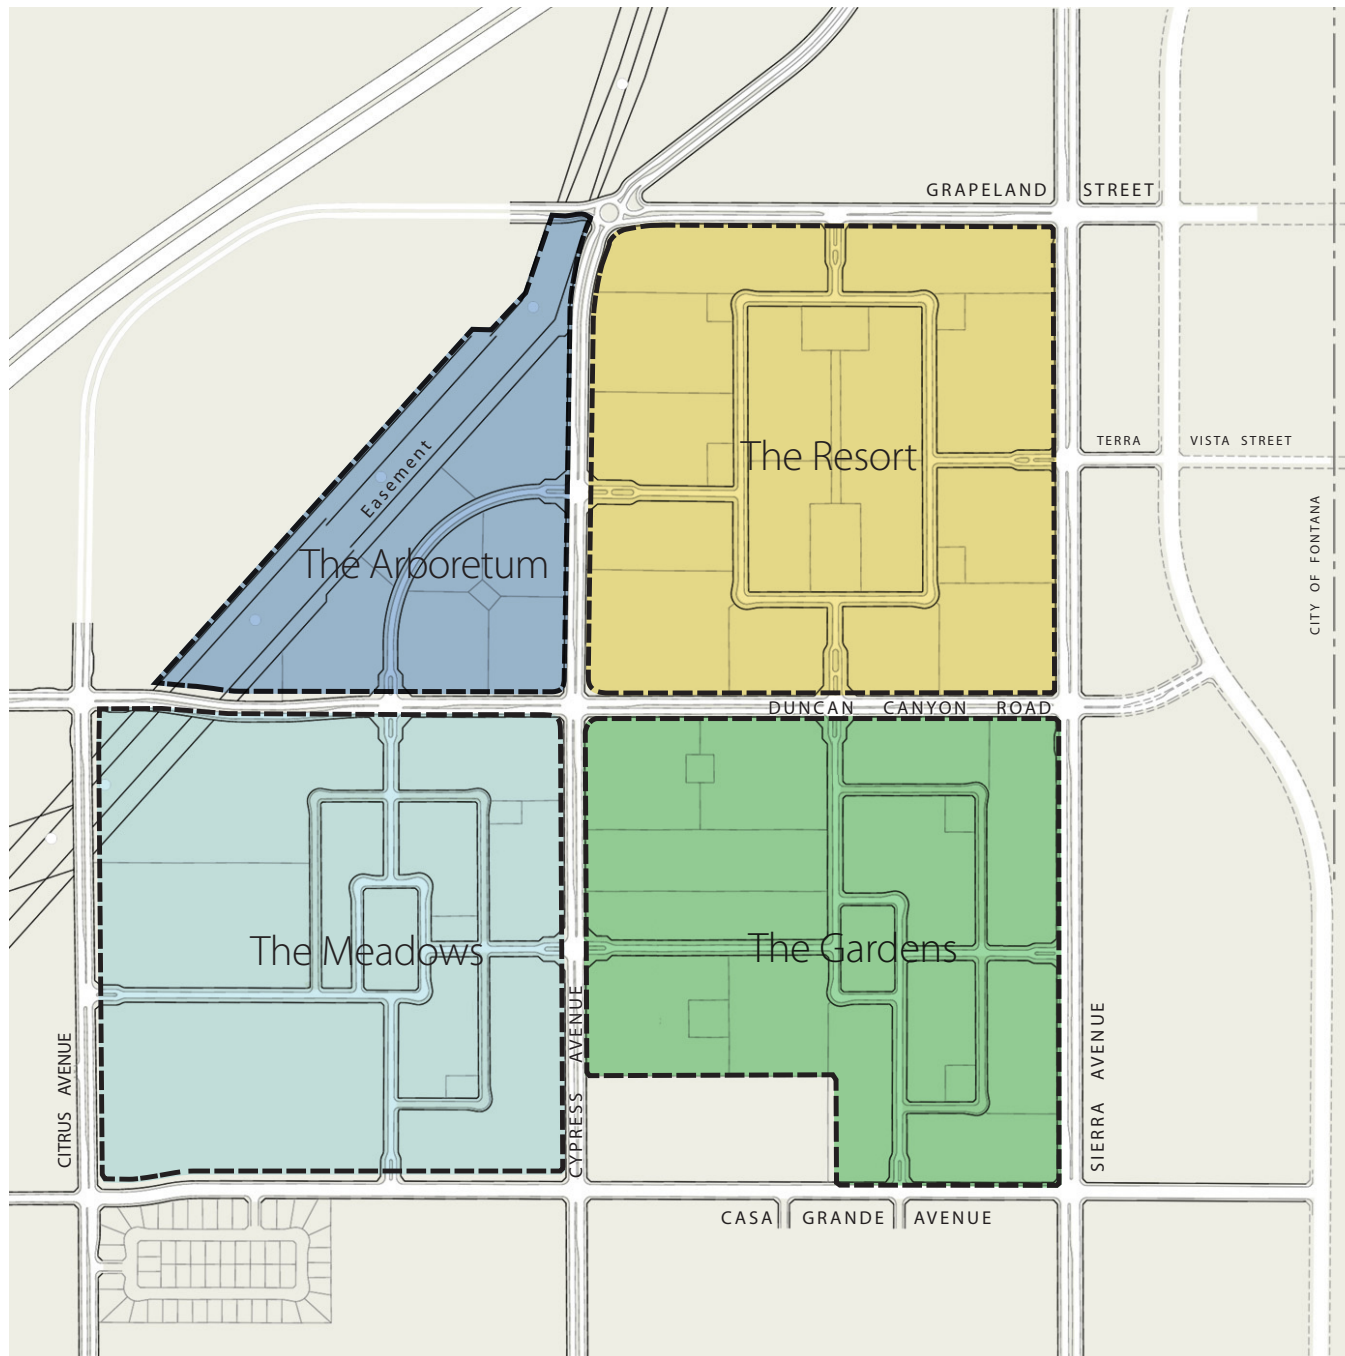 GRAPELAND STREET
TERRA VISTA STREET
The Resort
Easement
CITY OF FONTANA
The Arboretum
DUNCAN CANYON ROAD
The Gardens
The Meadows
CITRUS AVENUE
CYPRESS AVENUE
SIERRA AVENUE
CASA GRANDE AVENUE